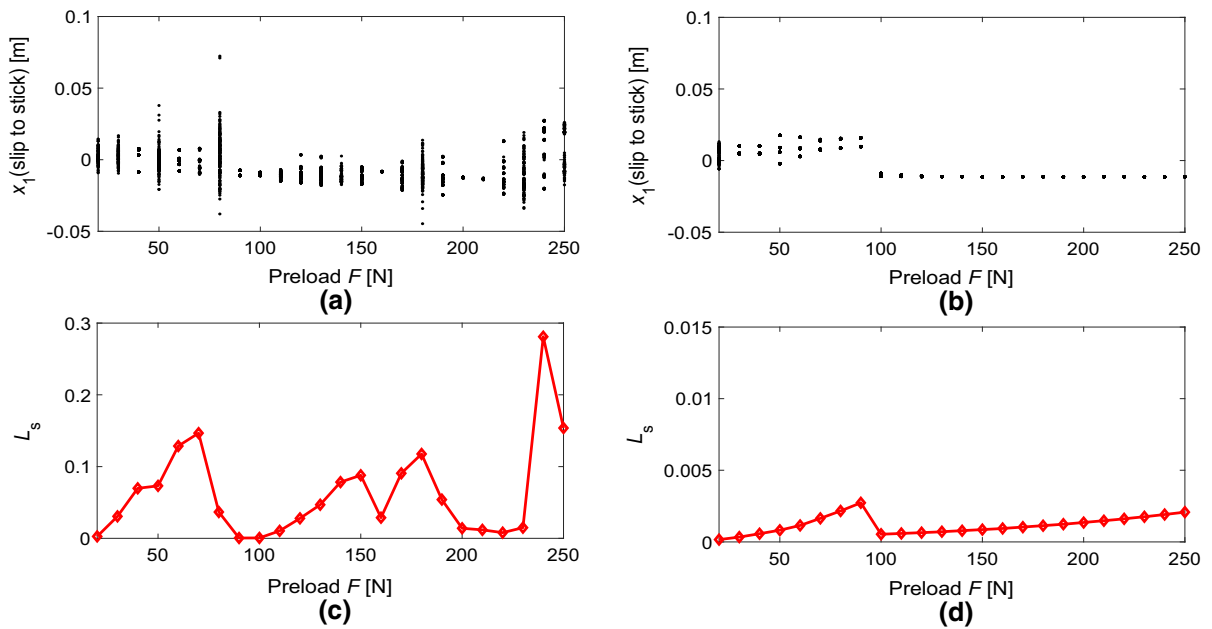 0.1
0.05
0
-0.05
x1(slip to stick) [m]
50 100 150 200 250
Preload F [N]
(a)
0.1
0.05
0
-0.05
x1(slip to stick) [m]
50 100 150 200 250
Preload F [N]
(b)
0.3
0.2
0.1
0
Ls
50 100 150 200 250
Preload F [N]
(c)
0.015
0.01
0.005
0
Ls
50 100 150 200 250
Preload F [N]
(d)